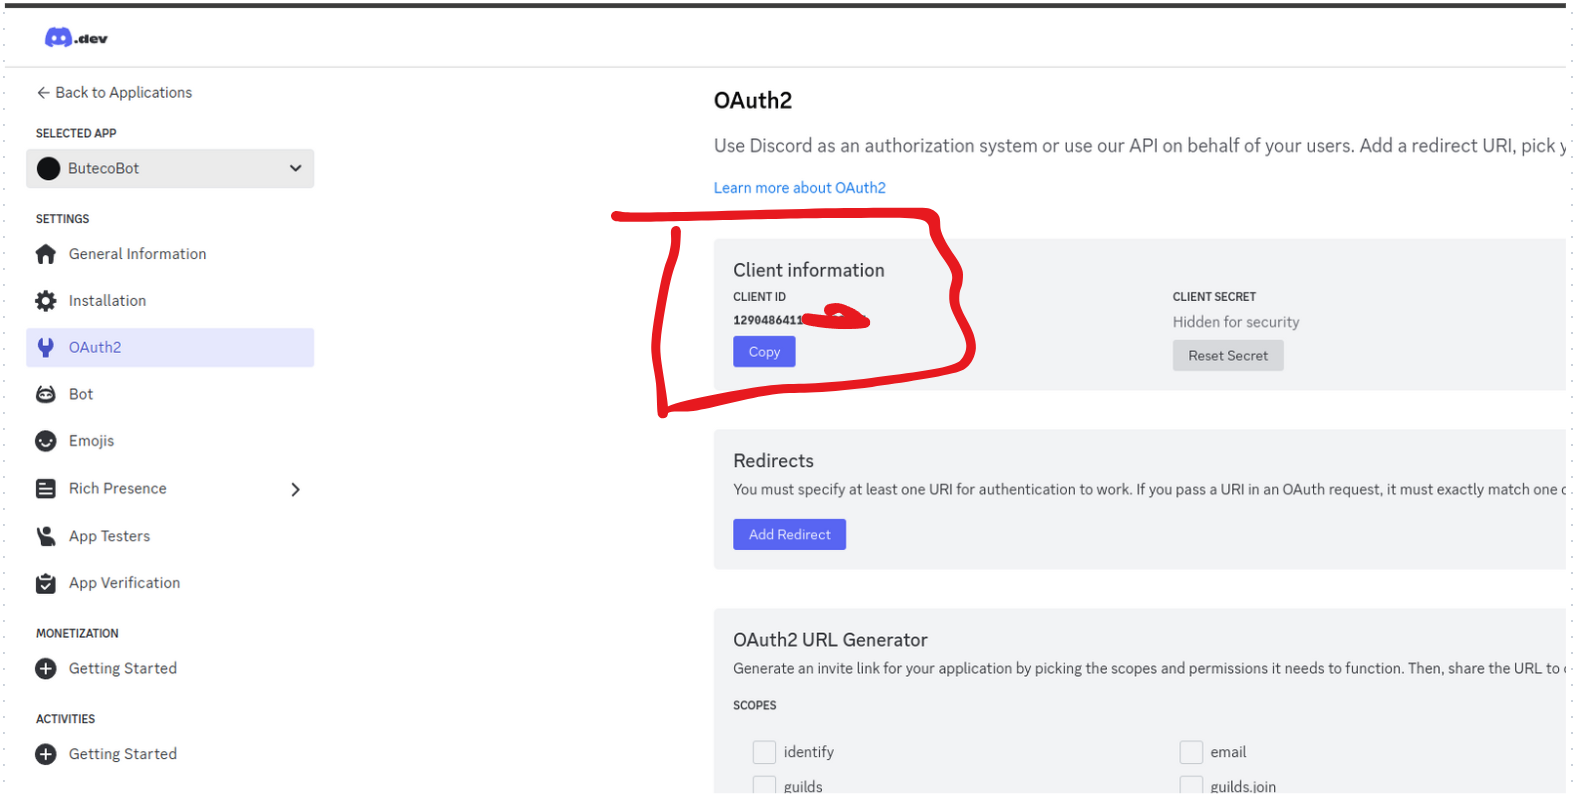 .dev
Back to Applications
SELECTED APP
ButecoBot
SETTINGS
General Information
Installation
OAuth2
Bot
Emojis
Rich Presence
App Testers
App Verification
MONETIZATION
Getting Started
ACTIVITIES
Getting Started
OAuth2
Use Discord as an authorization system or use our API on behalf of your users. Add a redirect URI, pick
Learn more about OAuth2
Client information
CLIENT ID
1290486411
Copy
CLIENT SECRET
Hidden for security
Reset Secret
Redirects
You must specify at least one URI for authentication to work. If you pass a URI in an OAuth request, it must exactly match one
Add Redirect
OAuth2 URL Generator
Generate an invite link for your application by picking the scopes and permissions it needs to function. Then, share the URL to
SCOPES
identify
email
guilds
guilds.join